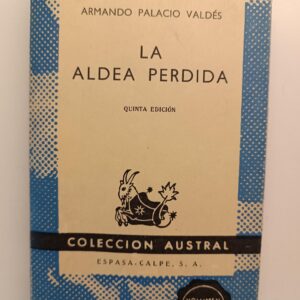 ARMANDO PALACIO VALDÉS
LA
ALDEA PERDIDA
QUINTA EDICIÓN
COLECCION AUSTRAL
ESPASA-CALPE, S. A.